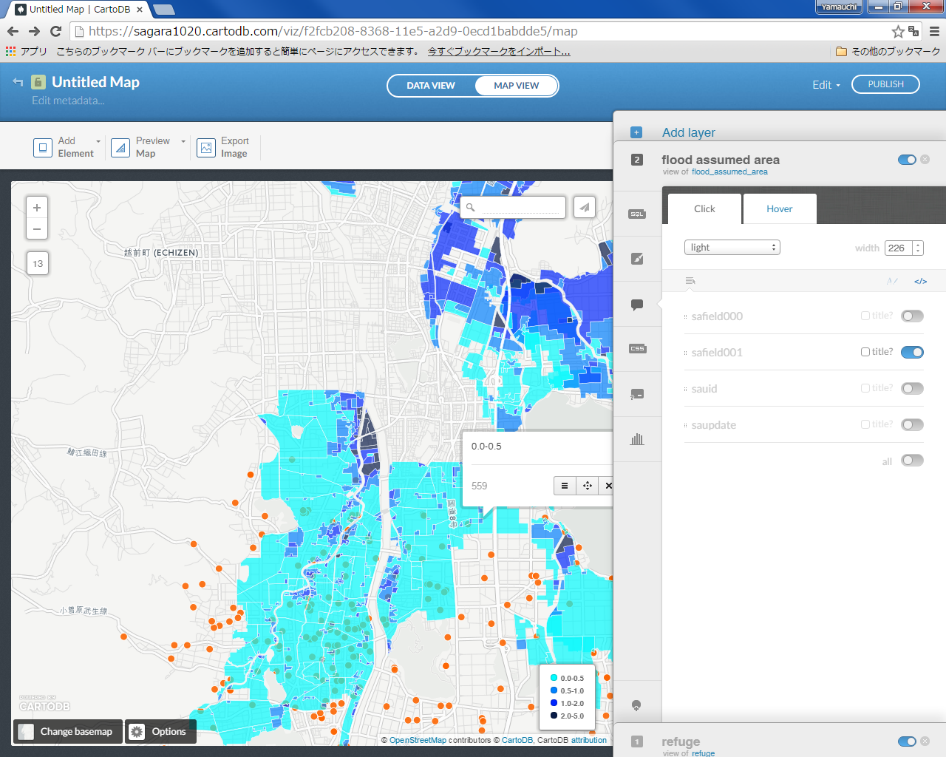 Untitled Map | CartoDB
Yamauchi
https://sagara1020.cartodb.com/viz/f2fcb208-8368-11e5-a2d9-0ecd1babdde5/map
アプリ こちらのブックマーク バーにブックマークを追加すると簡単にページにアクセスできます。 今すぐブックマークをインポート... その他のブックマーク
Untitled Map
Edit metadata...
DATA VIEW
MAP VIEW
Edit
PUBLISH
Add Element
Preview Map
Export Image
Add layer
2
flood assumed area
view of flood_assumed_area
Click
Hover
light
width 226
SQL
CSS
safield000 title?
safield001 title?
sauid title?
saupdate title?
all
1
refuge
view of refuge
+
−
13
越前町 (ECHIZEN)
小曽原武生線
0.0-0.5
559
0.0-0.5
0.5-1.0
1.0-2.0
2.0-5.0
POWERED BY
CARTODB
Change basemap
Options
© OpenStreetMap contributors © CartoDB, CartoDB attribution